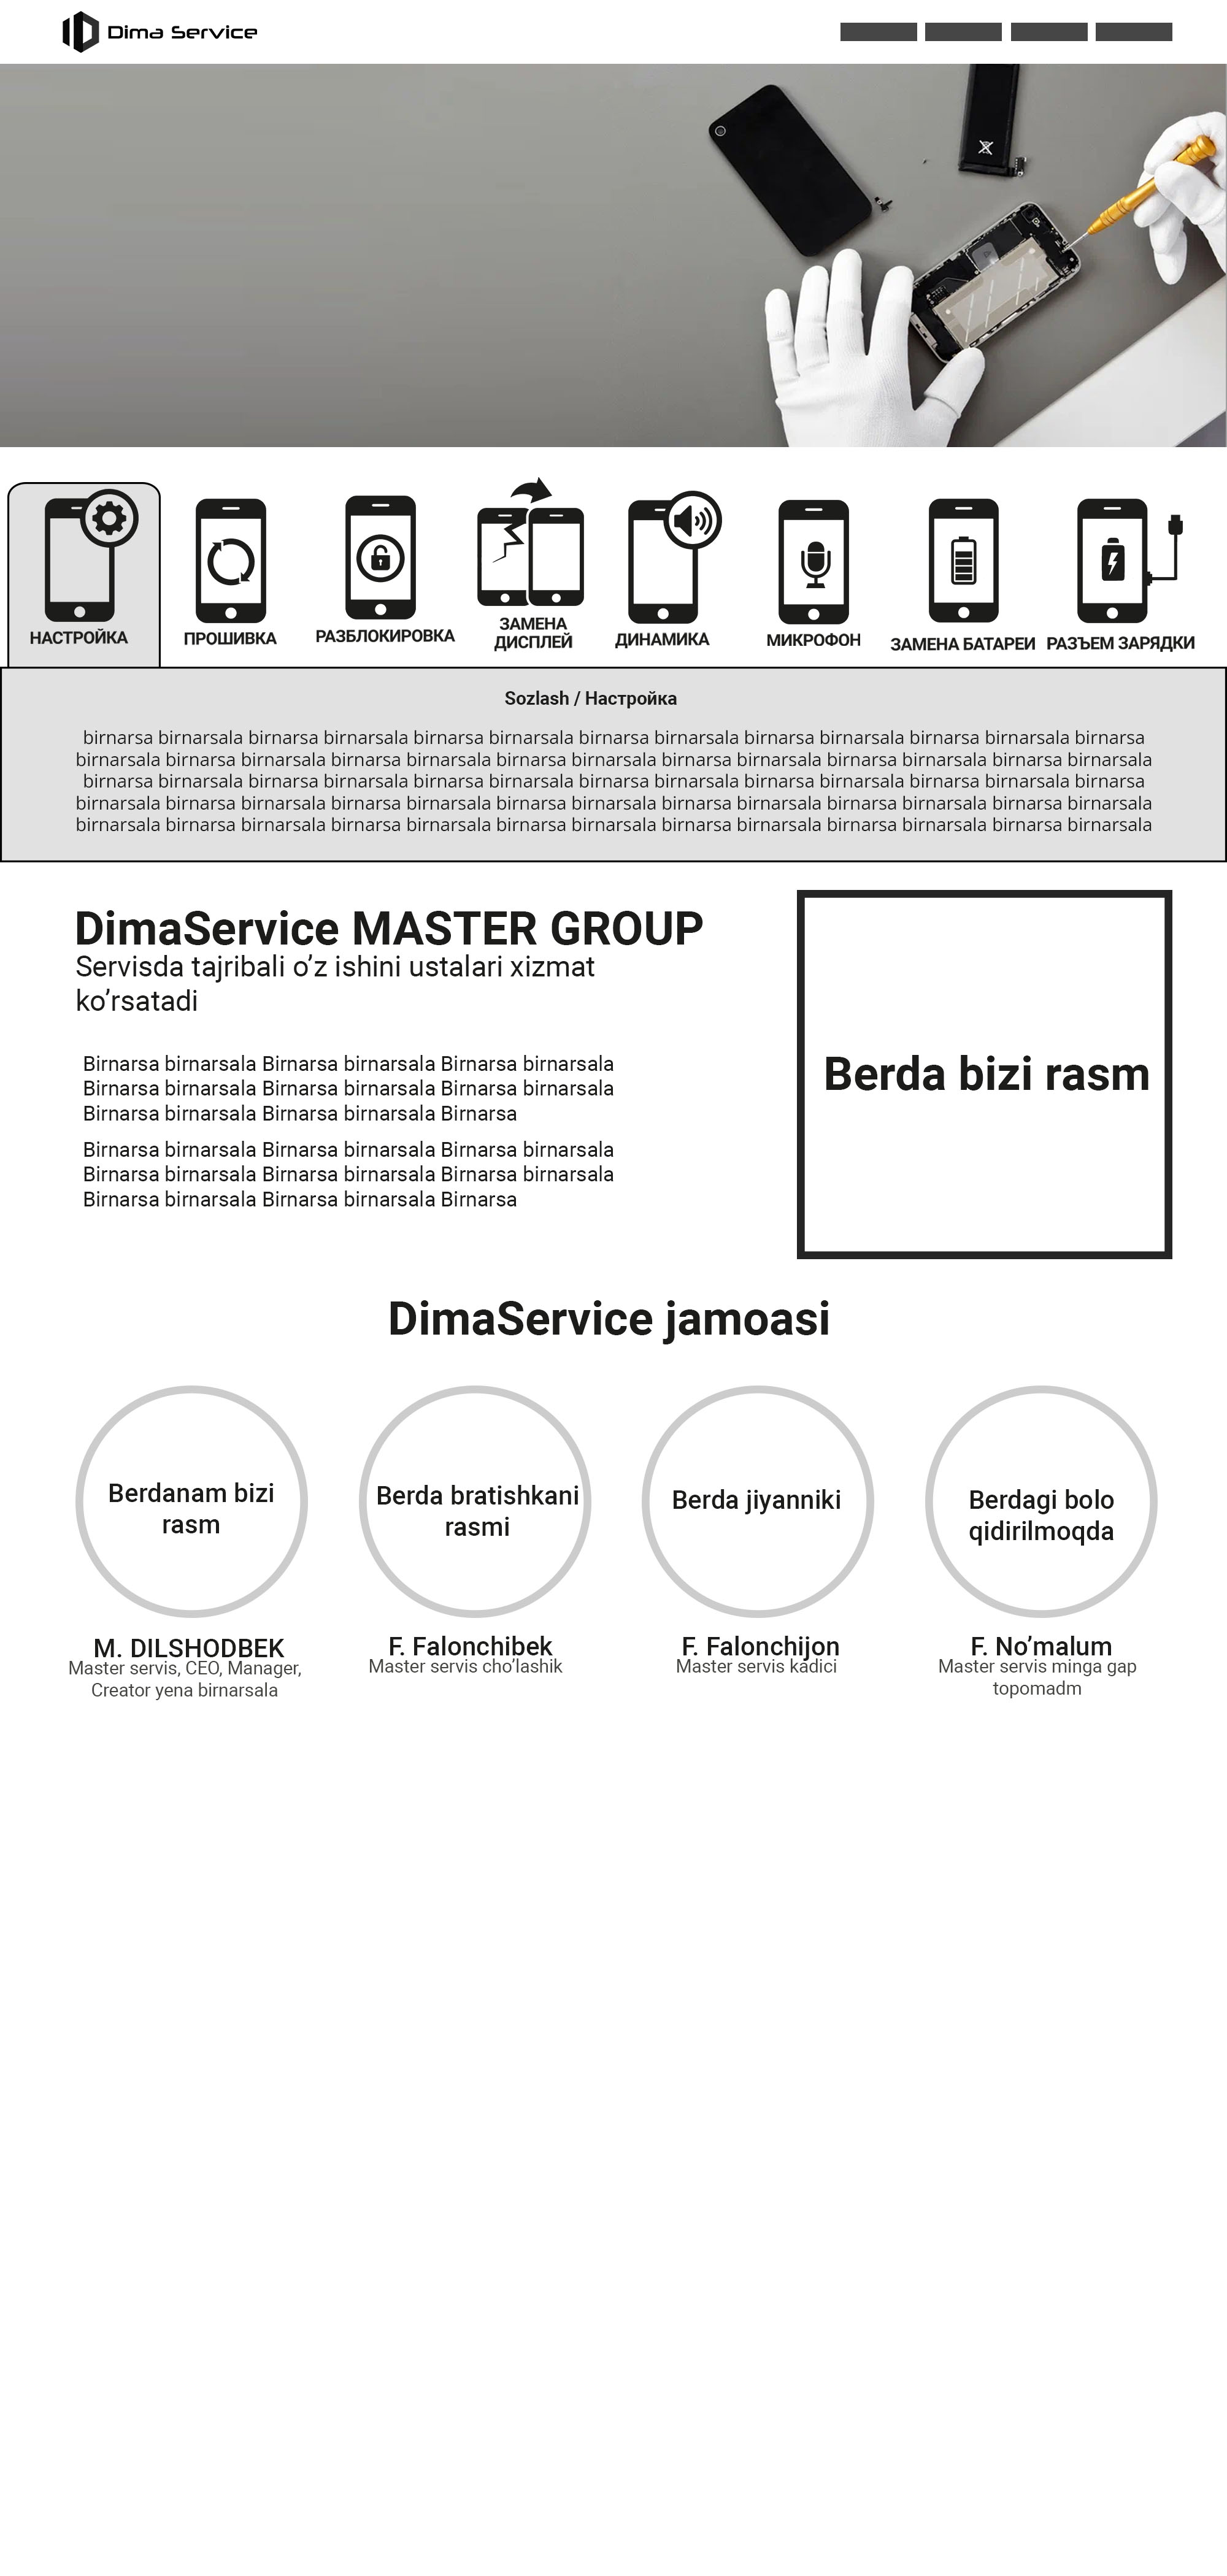 Dima Service
НАСТРОЙКА
ПРОШИВКА
РАЗБЛОКИРОВКА
ЗАМЕНА
ДИСПЛЕЙ
ДИНАМИКА
МИКРОФОН
ЗАМЕНА БАТАРЕИ
РАЗЪЕМ ЗАРЯДКИ
Sozlash / Настройка
birnarsa birnarsala birnarsa birnarsala birnarsa birnarsala birnarsa birnarsala birnarsa birnarsala birnarsa birnarsala birnarsa
birnarsala birnarsa birnarsala birnarsa birnarsala birnarsa birnarsala birnarsa birnarsala birnarsa birnarsala birnarsa birnarsala
birnarsa birnarsala birnarsa birnarsala birnarsa birnarsala birnarsa birnarsala birnarsa birnarsala birnarsa birnarsala birnarsa
birnarsala birnarsa birnarsala birnarsa birnarsala birnarsa birnarsala birnarsa birnarsala birnarsa birnarsala birnarsa birnarsala
birnarsala birnarsa birnarsala birnarsa birnarsala birnarsa birnarsala birnarsa birnarsala birnarsa birnarsala birnarsa birnarsala
DimaService MASTER GROUP
Servisda tajribali o’z ishini ustalari xizmat
ko’rsatadi
Birnarsa birnarsala Birnarsa birnarsala Birnarsa birnarsala
Birnarsa birnarsala Birnarsa birnarsala Birnarsa birnarsala
Birnarsa birnarsala Birnarsa birnarsala Birnarsa
Birnarsa birnarsala Birnarsa birnarsala Birnarsa birnarsala
Birnarsa birnarsala Birnarsa birnarsala Birnarsa birnarsala
Birnarsa birnarsala Birnarsa birnarsala Birnarsa
Berda bizi rasm
DimaService jamoasi
Berdanam bizi
rasm
Berda bratishkani
rasmi
Berda jiyanniki
Berdagi bolo
qidirilmoqda
M. DILSHODBEK
Master servis, CEO, Manager,
Creator yena birnarsala
F. Falonchibek
Master servis cho’lashik
F. Falonchijon
Master servis kadici
F. No’malum
Master servis minga gap
topomadm